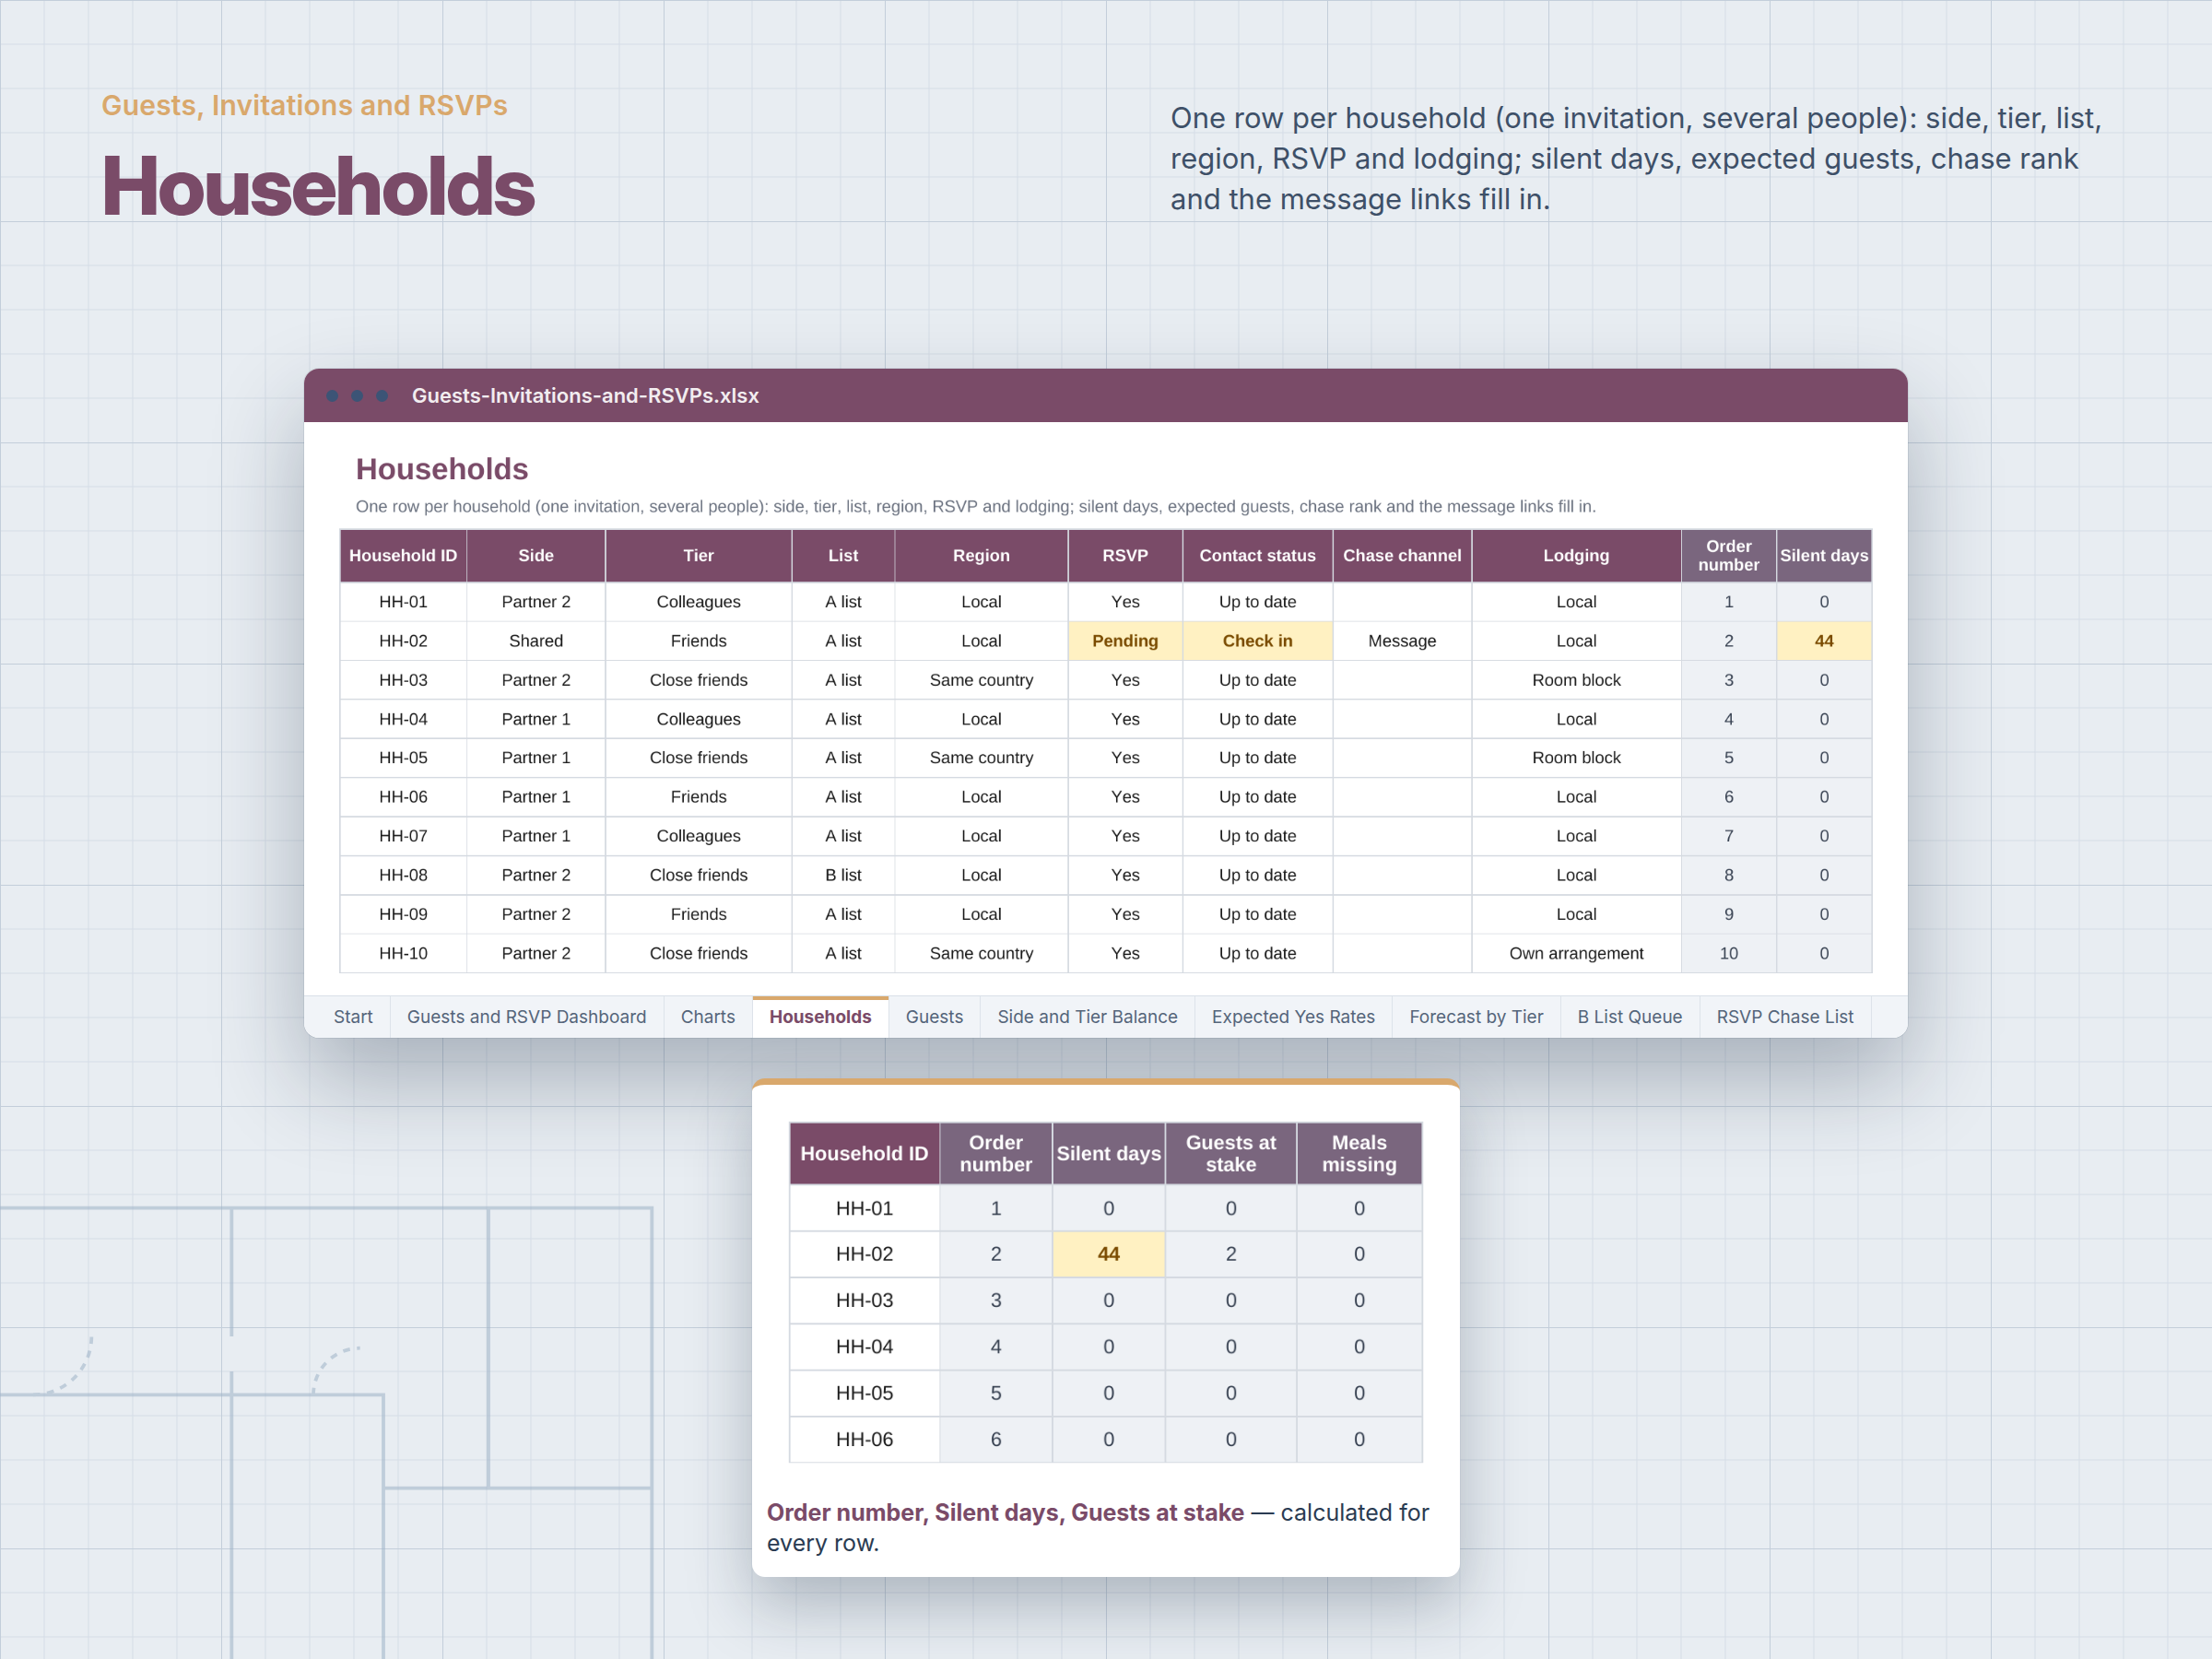 Guests, Invitations and RSVPs
Households
One row per household (one invitation, several people): side, tier, list,
region, RSVP and lodging; silent days, expected guests, chase rank
and the message links fill in.
Guests-Invitations-and-RSVPs.xlsx
Households
One row per household (one invitation, several people): side, tier, list, region, RSVP and lodging; silent days, expected guests, chase rank and the message links fill in.
Household ID Side Tier List Region RSVP Contact status Chase channel Lodging Order number Silent days
HH-01 Partner 2 Colleagues A list Local Yes Up to date Local 1 0
HH-02 Shared Friends A list Local Pending Check in Message Local 2 44
HH-03 Partner 2 Close friends A list Same country Yes Up to date Room block 3 0
HH-04 Partner 1 Colleagues A list Local Yes Up to date Local 4 0
HH-05 Partner 1 Close friends A list Same country Yes Up to date Room block 5 0
HH-06 Partner 1 Friends A list Local Yes Up to date Local 6 0
HH-07 Partner 1 Colleagues A list Local Yes Up to date Local 7 0
HH-08 Partner 2 Close friends B list Local Yes Up to date Local 8 0
HH-09 Partner 2 Friends A list Local Yes Up to date Local 9 0
HH-10 Partner 2 Close friends A list Same country Yes Up to date Own arrangement 10 0
Start Guests and RSVP Dashboard Charts Households Guests Side and Tier Balance Expected Yes Rates Forecast by Tier B List Queue RSVP Chase List
Household ID Order number Silent days Guests at stake Meals missing
HH-01 1 0 0 0
HH-02 2 44 2 0
HH-03 3 0 0 0
HH-04 4 0 0 0
HH-05 5 0 0 0
HH-06 6 0 0 0
Order number, Silent days, Guests at stake — calculated for
every row.